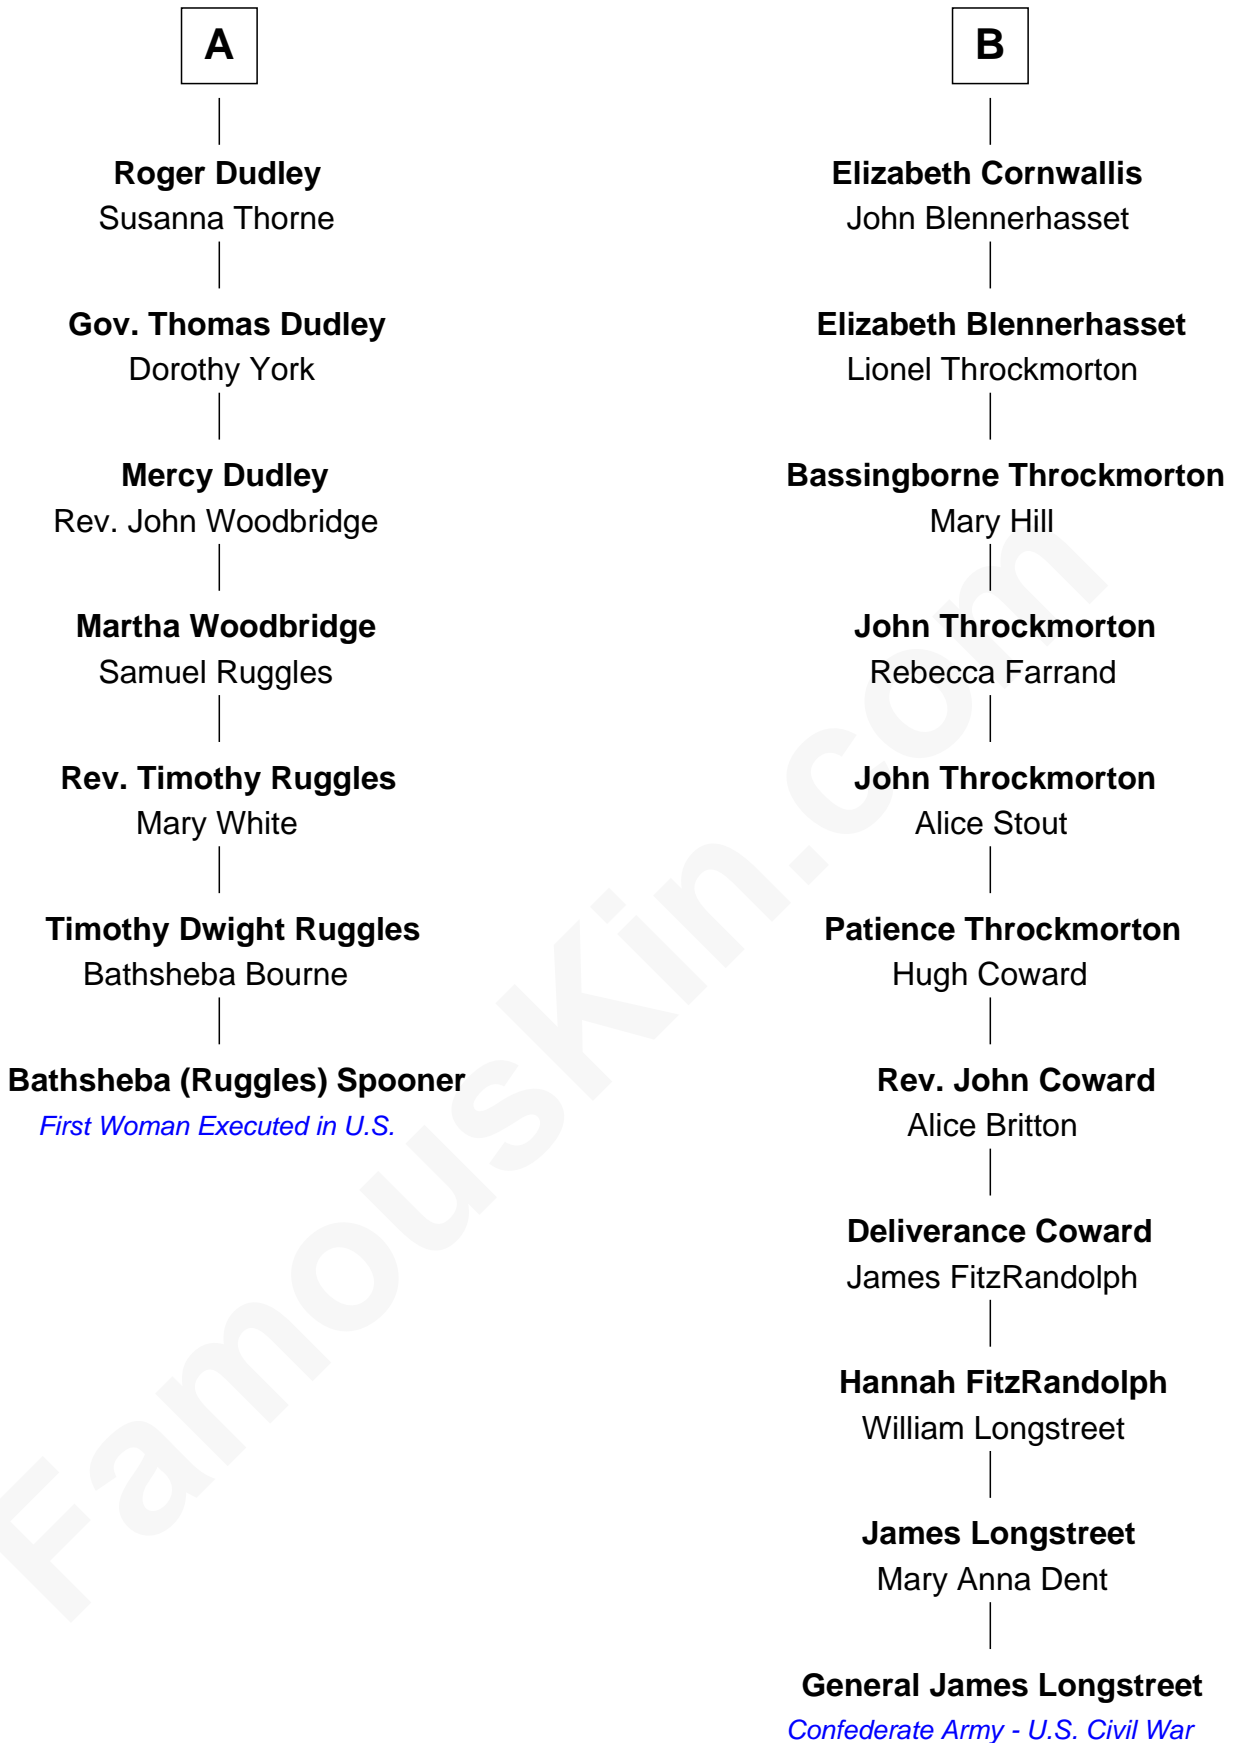 A
Roger Dudley
Susanna Thorne
Gov. Thomas Dudley
Dorothy York
Mercy Dudley
Rev. John Woodbridge
Martha Woodbridge
Samuel Ruggles
Rev. Timothy Ruggles
Mary White
Timothy Dwight Ruggles
Bathsheba Bourne
Bathsheba (Ruggles) Spooner
First Woman Executed in U.S.
B
Elizabeth Cornwallis
John Blennerhasset
Elizabeth Blennerhasset
Lionel Throckmorton
Bassingborne Throckmorton
Mary Hill
John Throckmorton
Rebecca Farrand
John Throckmorton
Alice Stout
Patience Throckmorton
Hugh Coward
Rev. John Coward
Alice Britton
Deliverance Coward
James FitzRandolph
Hannah FitzRandolph
William Longstreet
James Longstreet
Mary Anna Dent
General James Longstreet
Confederate Army - U.S. Civil War
FamousKin.com